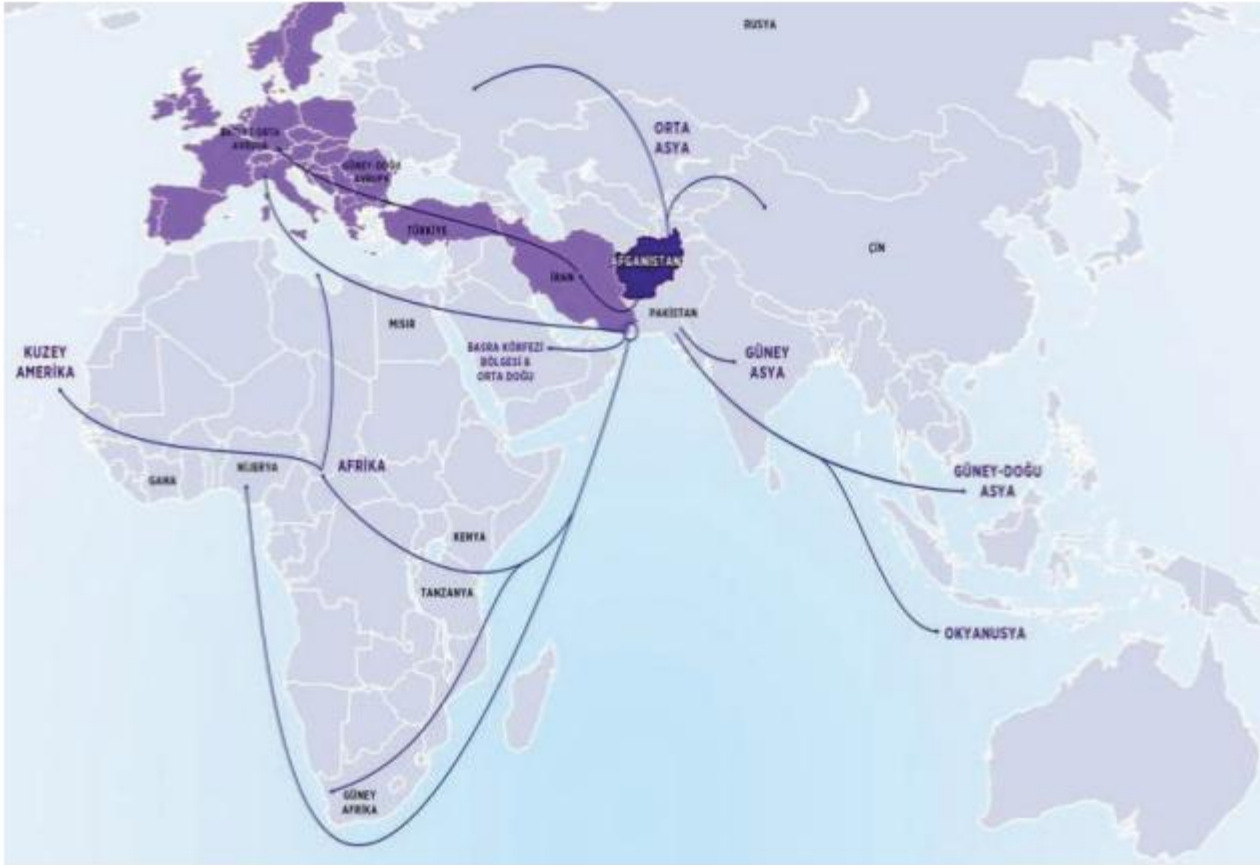 RUSYA
ORTA
ASYA
BATI & ORTA
AVRUPA
GÜNEY-DOĞU
AVRUPA
TÜRKİYE
İRAN
AFGANİSTAN
ÇİN
PAKİSTAN
MISIR
BASRA KÖRFEZİ
BÖLGESİ &
ORTA DOĞU
GÜNEY
ASYA
KUZEY
AMERİKA
GANA
NİJERYA
AFRİKA
GÜNEY-DOĞU
ASYA
KENYA
TANZANYA
OKYANUSYA
GÜNEY
AFRİKA